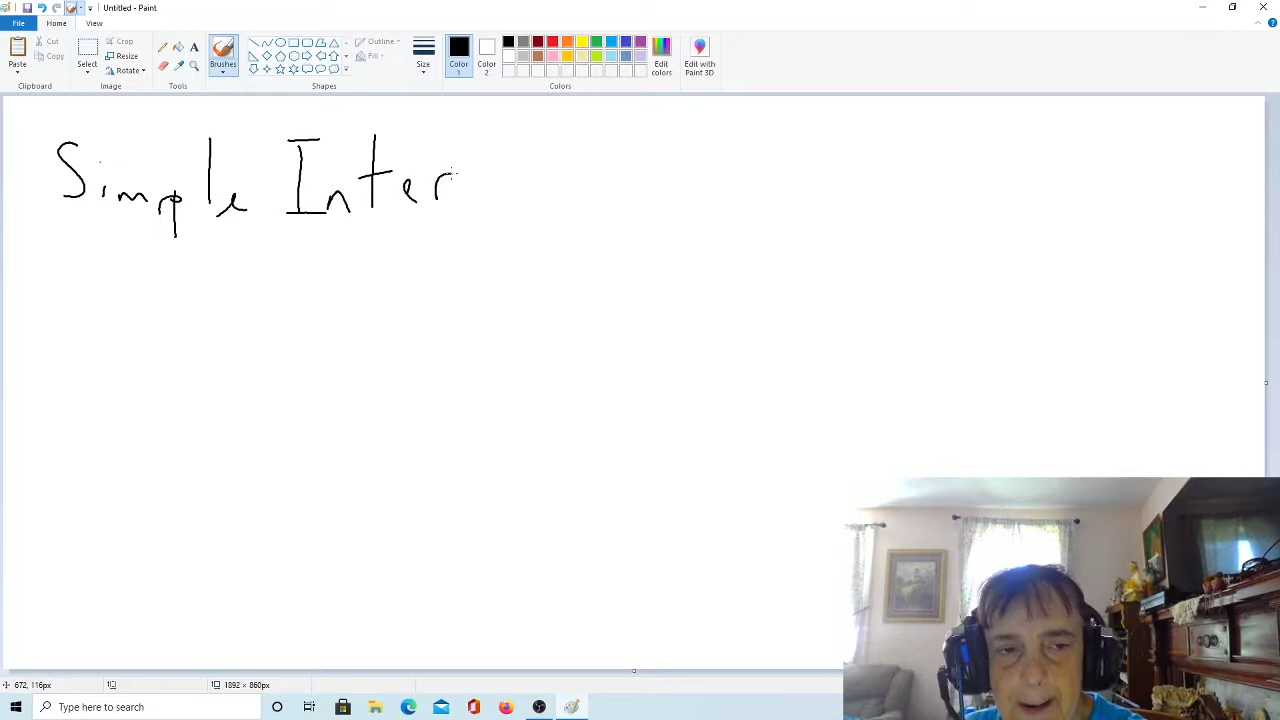 Untitled - Paint
File Home View
Paste Cut Copy Clipboard
Select Crop Resize Rotate Image
Tools
Brushes
Outline Fill Shapes
Size
Color 1 Color 2 Edit colors Colors
Edit with Paint 3D
Simple Inter
672, 116px 1892 × 860px
Type here to search